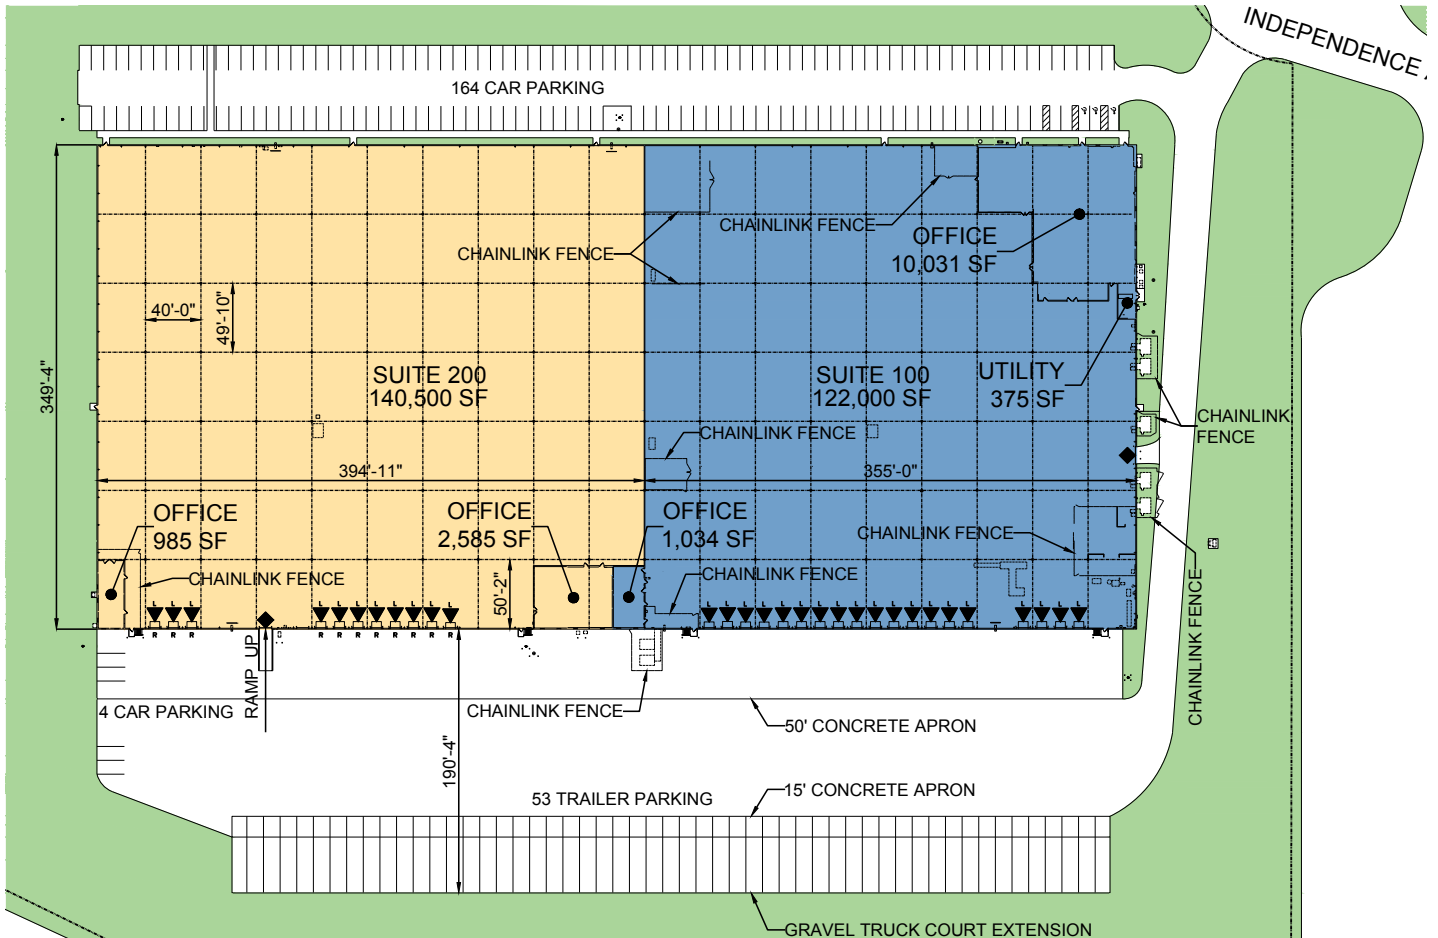 INDEPENDENCE
164 CAR PARKING
CHAINLINK FENCE
CHAINLINK FENCE
OFFICE
10,031 SF
40'-0"
49'-10"
349'-4"
SUITE 200
140,500 SF
SUITE 100
122,000 SF
UTILITY
375 SF
CHAINLINK
FENCE
CHAINLINK FENCE
394'-11"
355'-0"
OFFICE
985 SF
OFFICE
2,585 SF
OFFICE
1,034 SF
CHAINLINK FENCE
CHAINLINK FENCE
CHAINLINK FENCE
50'-2"
CHAINLINK FENCE
L L L L L L L L L L L L L L L L L L L L L L L L L L L L L
R R R R R R R R R R R
RAMP UP
4 CAR PARKING
CHAINLINK FENCE
50' CONCRETE APRON
190'-4"
53 TRAILER PARKING
15' CONCRETE APRON
GRAVEL TRUCK COURT EXTENSION